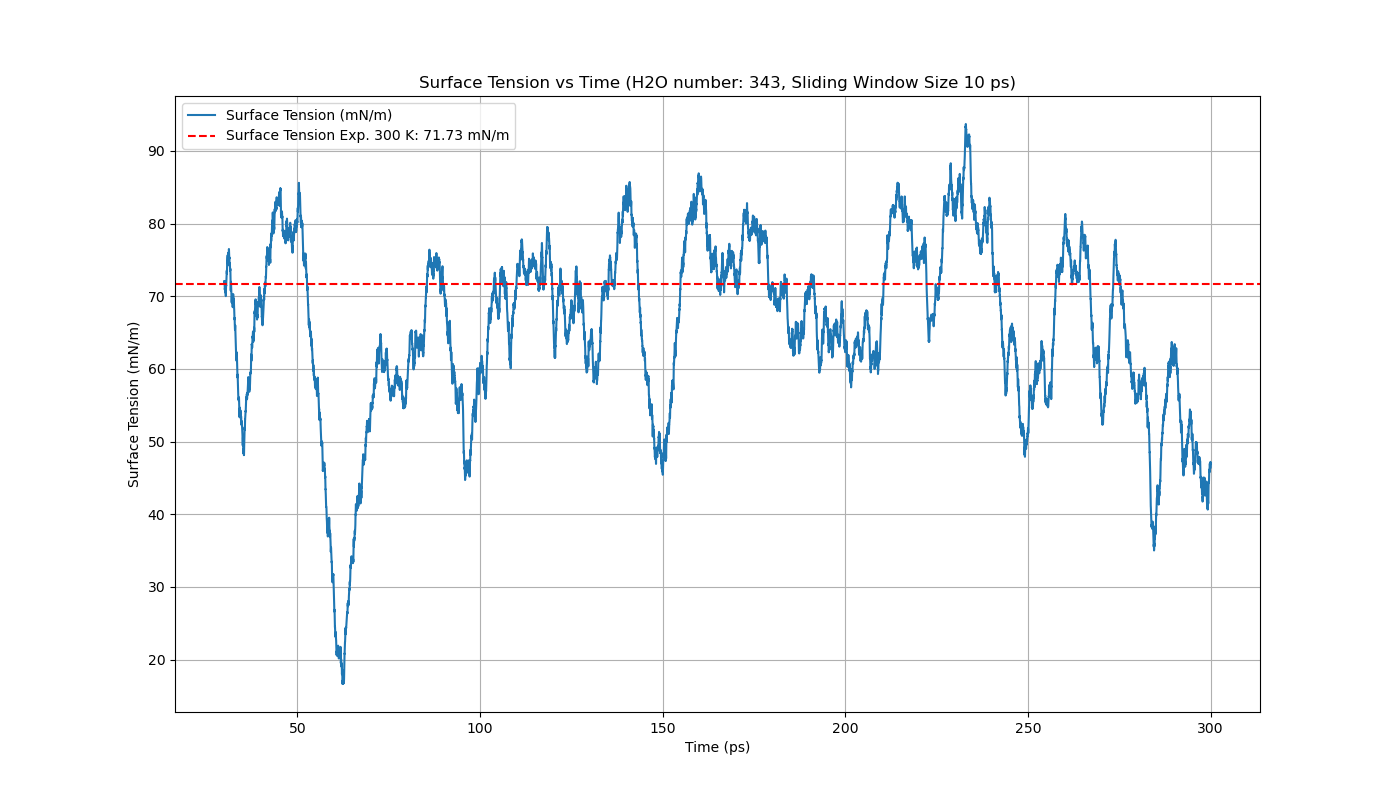 Surface Tension vs Time (H2O number: 343, Sliding Window Size 10 ps)
Surface Tension (mN/m)
Surface Tension Exp. 300 K: 71.73 mN/m
90
80
70
60
50
40
30
20
Surface Tension (mN/m)
50 100 150 200 250 300
Time (ps)